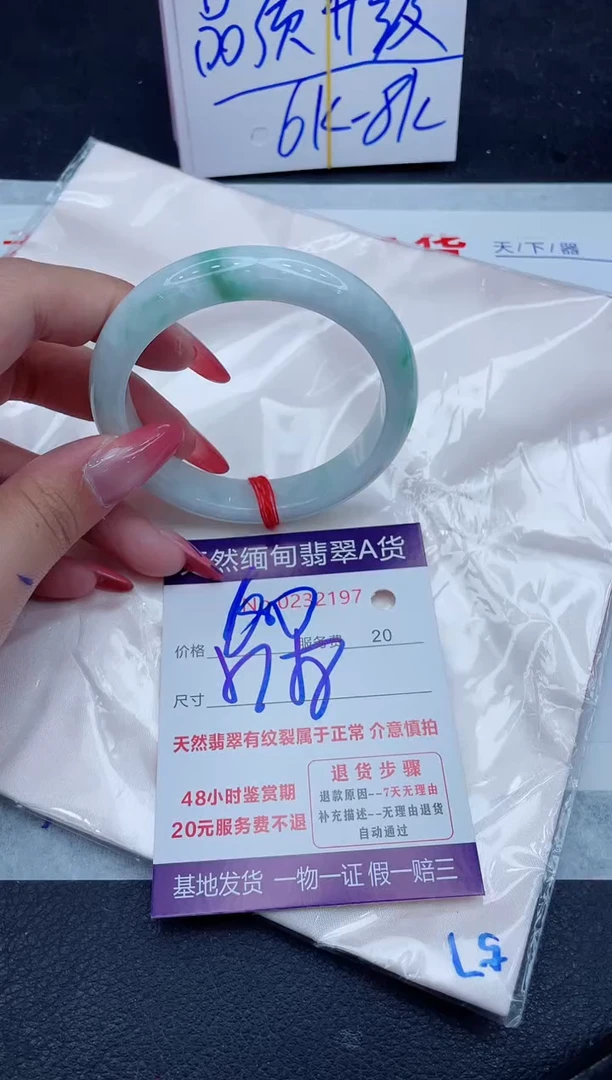 品质升级
6K-8K
货
天/下/器
天然缅甸翡翠A货
No.0232197
价格 服务费 20
尺寸
天然翡翠有纹裂属于正常 介意慎拍
48小时鉴赏期
20元服务费不退
退货步骤
退款原因--7天无理由
补充描述--无理由退货
自动通过
基地发货 一物一证 假一赔三
57